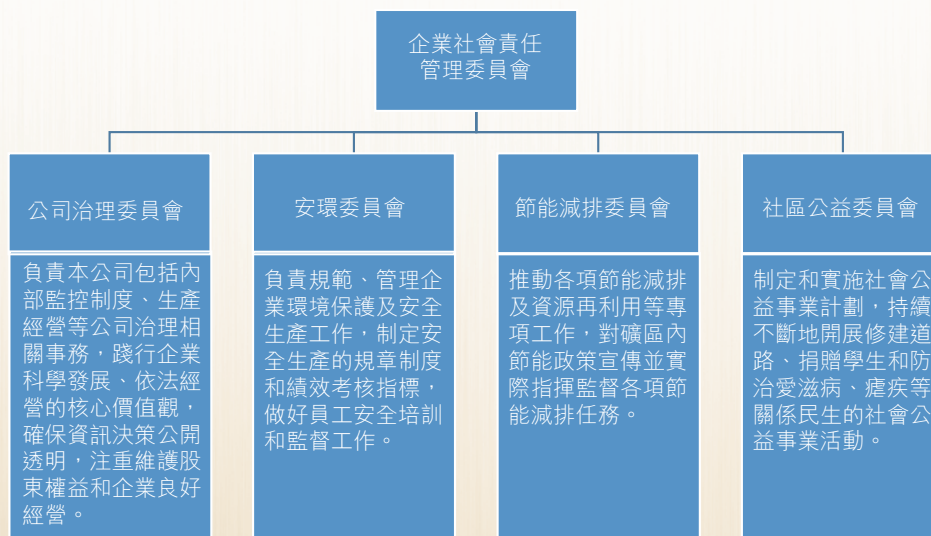 企業社會責任
管理委員會
公司治理委員會
負責本公司包括內
部監控制度、生產
經營等公司治理相
關事務，踐行企業
科學發展、依法經
營的核心價值觀，
確保資訊決策公開
透明，注重維護股
東權益和企業良好
經營。
安環委員會
負責規範、管理企
業環境保護及安全
生產工作，制定安
全生產的規章制度
和績效考核指標，
做好員工安全培訓
和監督工作。
節能減排委員會
推動各項節能減排
及資源再利用等專
項工作，對礦區內
節能政策宣傳並實
際指揮監督各項節
能減排任務。
社區公益委員會
制定和實施社會公
益事業計劃，持續
不斷地開展修建道
路、捐贈學生和防
治愛滋病、瘧疾等
關係民生的社會公
益事業活動。